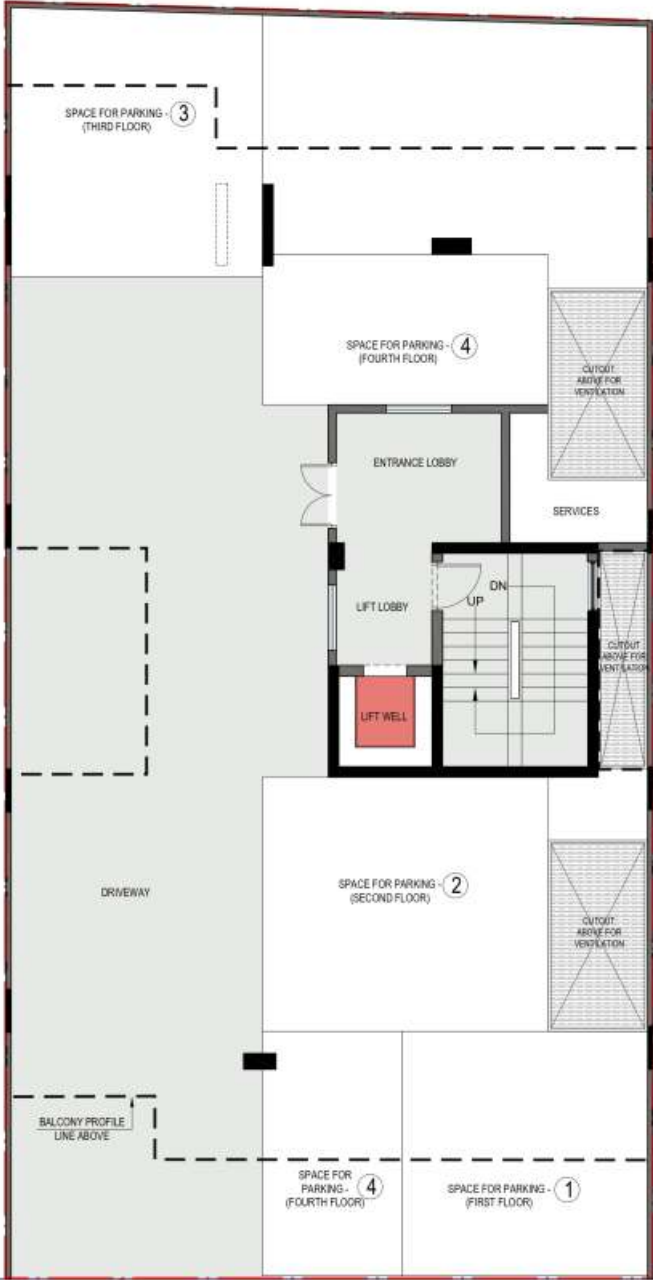 SPACE FOR PARKING - 3
(THIRD FLOOR)
SPACE FOR PARKING - 4
(FOURTH FLOOR)
CUTOUT
ABOVE FOR
VENTILATION
ENTRANCE LOBBY
SERVICES
DN
UP
LIFT LOBBY
CUTOUT
ABOVE FOR
VENTILATION
LIFT WELL
DRIVEWAY
SPACE FOR PARKING - 2
(SECOND FLOOR)
CUTOUT
ABOVE FOR
VENTILATION
BALCONY PROFILE
LINE ABOVE
SPACE FOR
PARKING - 4
(FOURTH FLOOR)
SPACE FOR PARKING - 1
(FIRST FLOOR)